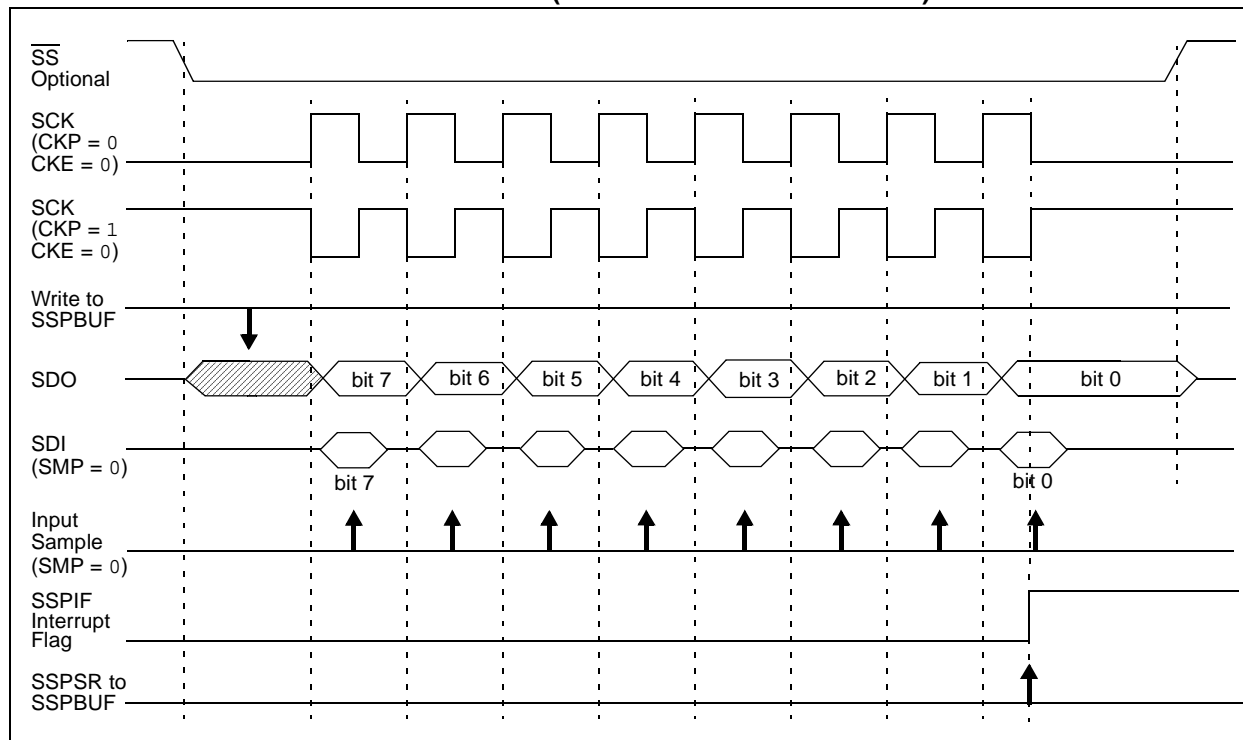 SS
Optional
SCK
(CKP = 0
CKE = 0)
SCK
(CKP = 1
CKE = 0)
Write to
SSPBUF
SDO
bit 7
bit 6
bit 5
bit 4
bit 3
bit 2
bit 1
bit 0
SDI
(SMP = 0)
bit 7
bit 0
Input
Sample
(SMP = 0)
SSPIF
Interrupt
Flag
SSPSR to
SSPBUF